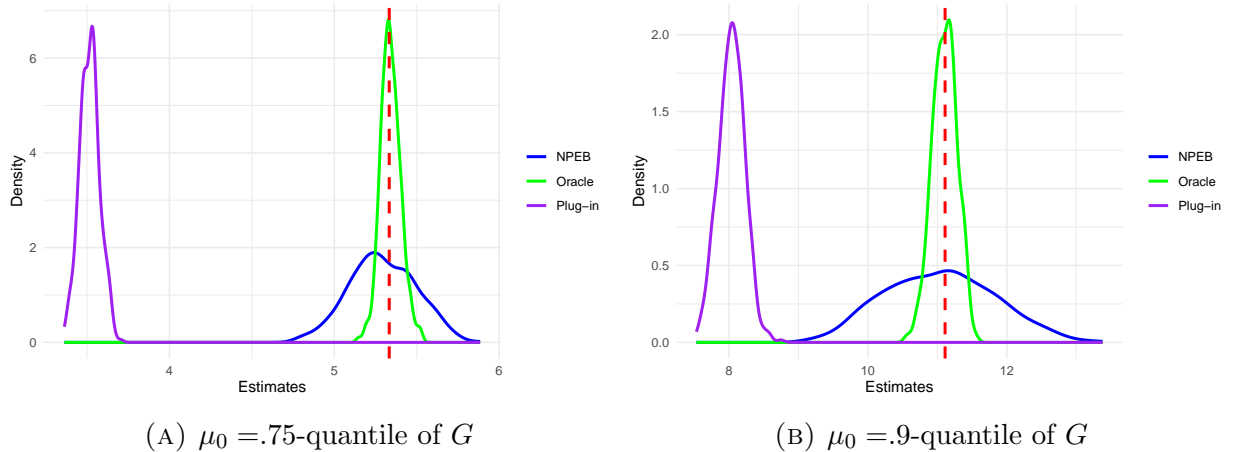 6
4
2
0
Density
4
5
6
Estimates
NPEB
Oracle
Plug−in
(A) μ0 =.75-quantile of G
2.0
1.5
1.0
0.5
0.0
Density
8
10
12
Estimates
NPEB
Oracle
Plug−in
(B) μ0 =.9-quantile of G